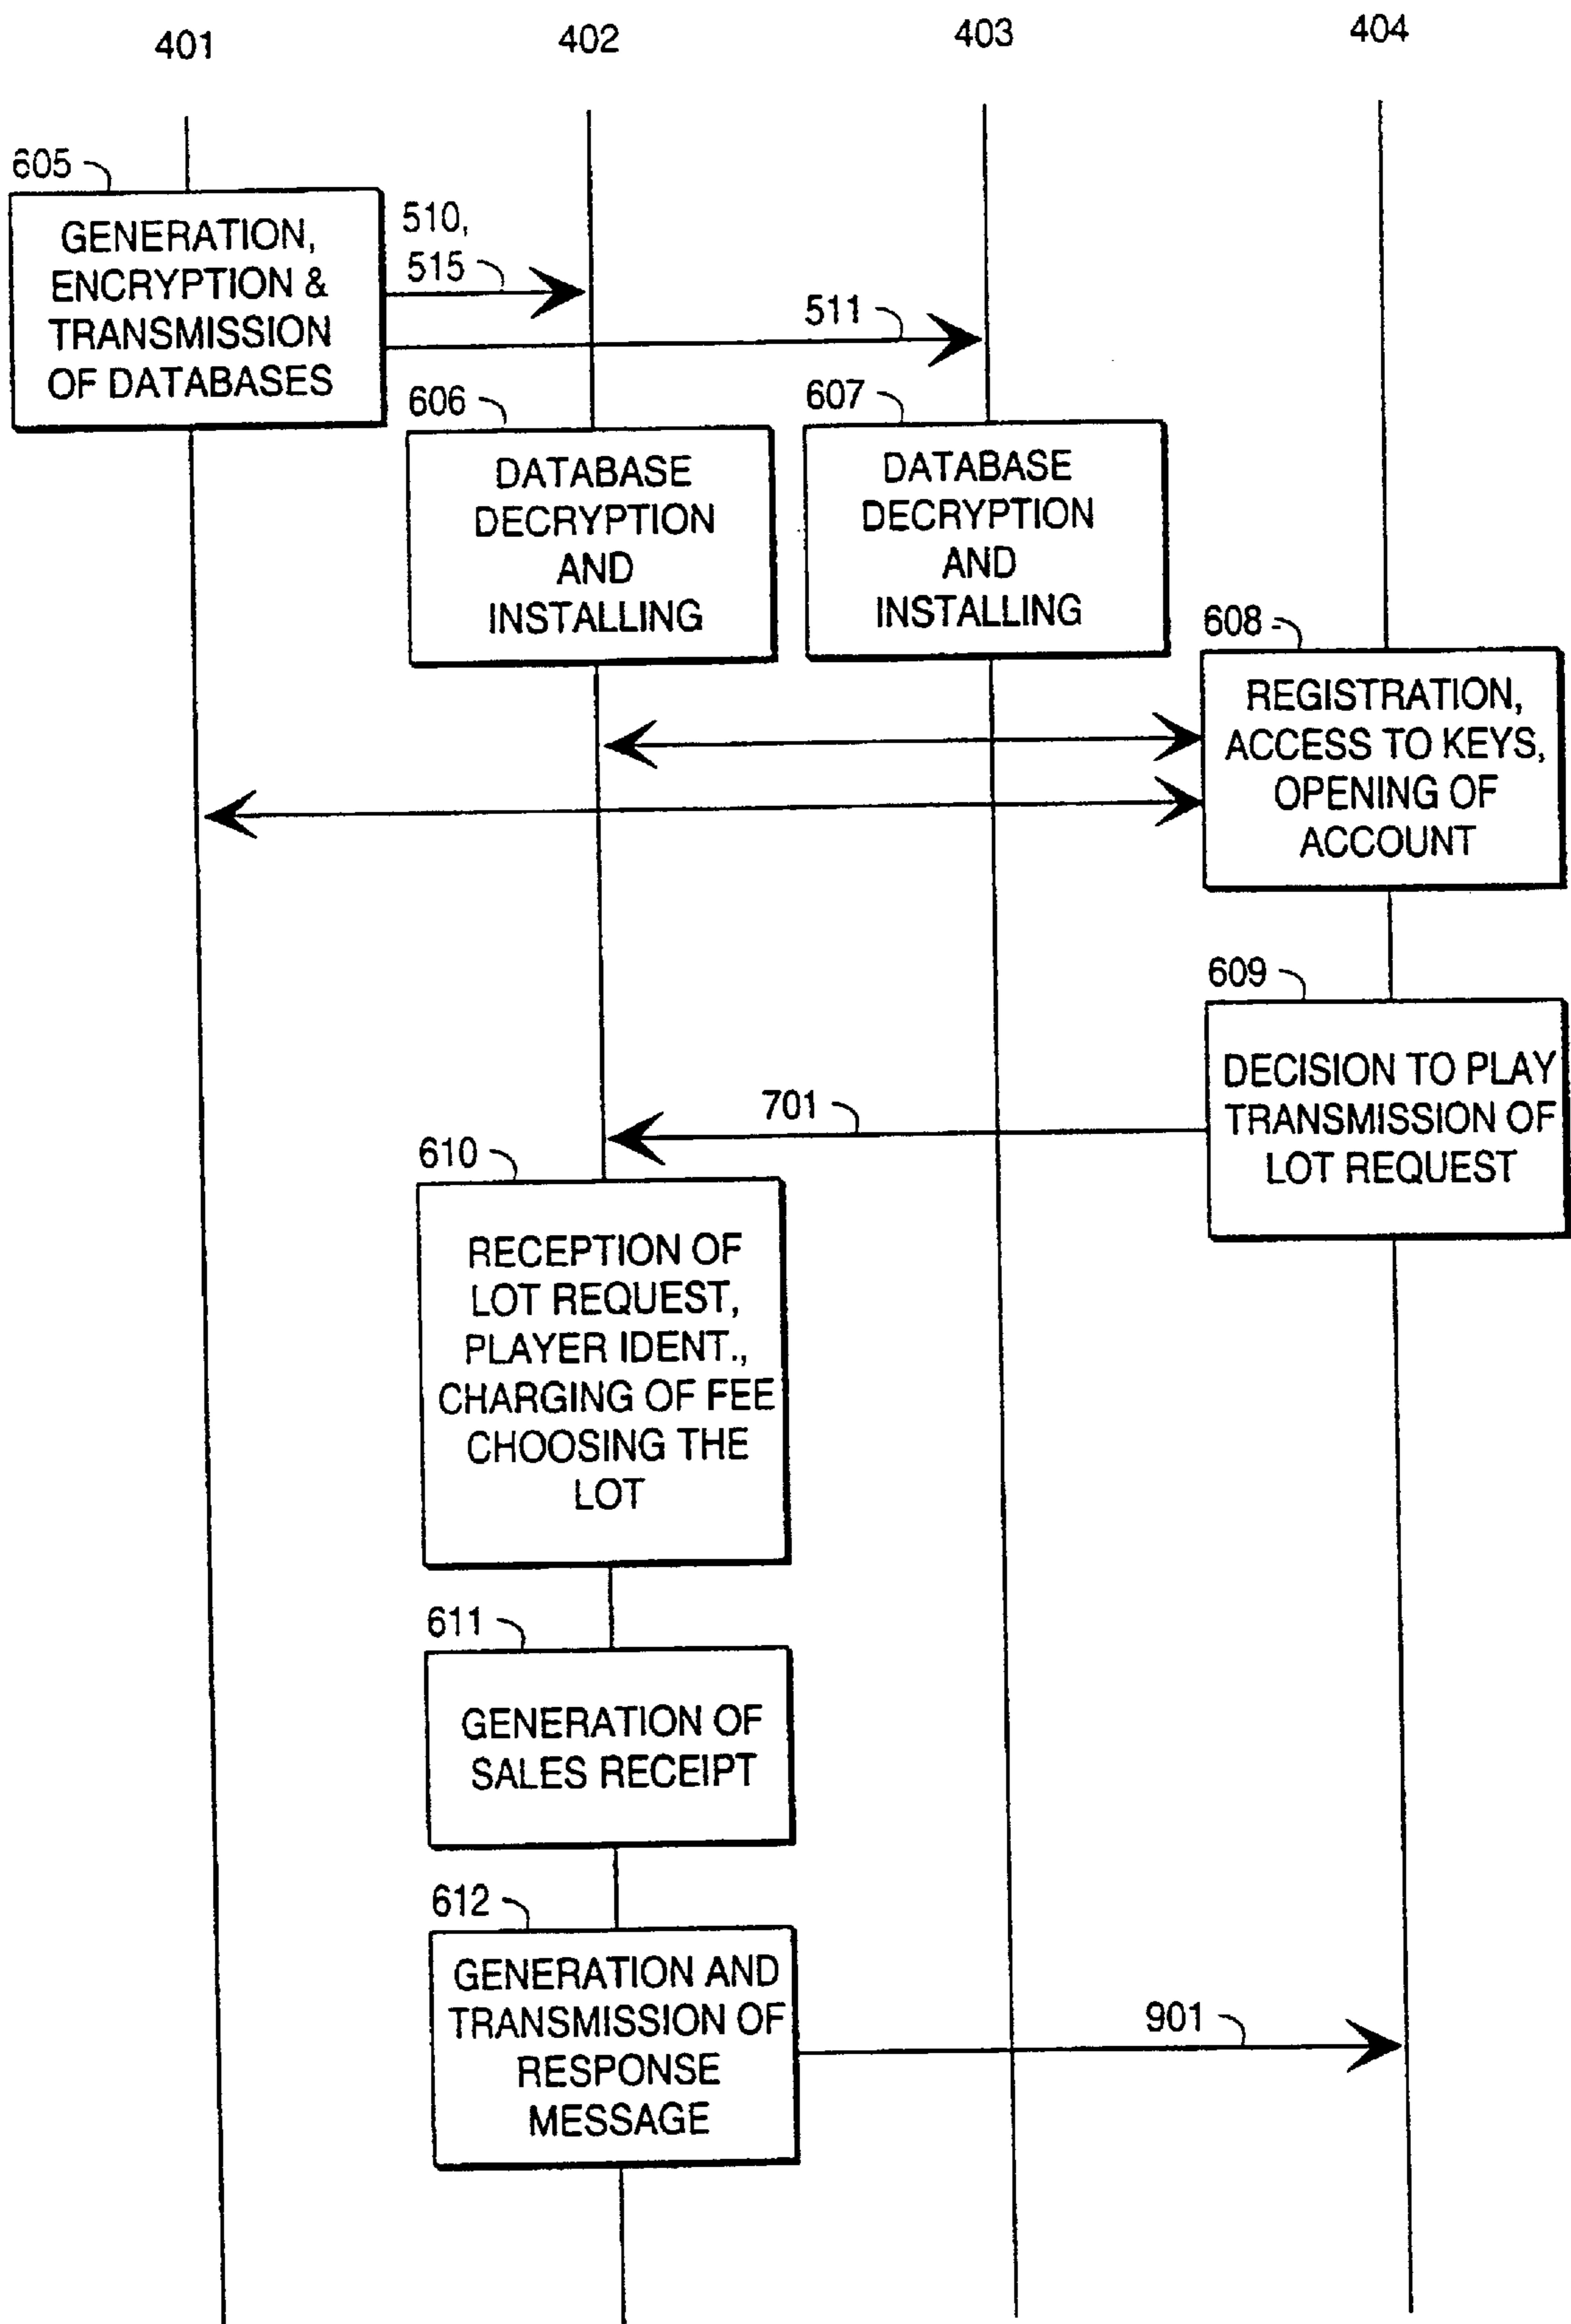 401
402
403
404
605
GENERATION,
ENCRYPTION &
TRANSMISSION
OF DATABASES
510,
515
511
606
DATABASE
DECRYPTION
AND
INSTALLING
607
DATABASE
DECRYPTION
AND
INSTALLING
608
REGISTRATION,
ACCESS TO KEYS,
OPENING OF
ACCOUNT
609
DECISION TO PLAY
TRANSMISSION OF
LOT REQUEST
701
610
RECEPTION OF
LOT REQUEST,
PLAYER IDENT.,
CHARGING OF FEE
CHOOSING THE
LOT
611
GENERATION OF
SALES RECEIPT
612
GENERATION AND
TRANSMISSION OF
RESPONSE
MESSAGE
901